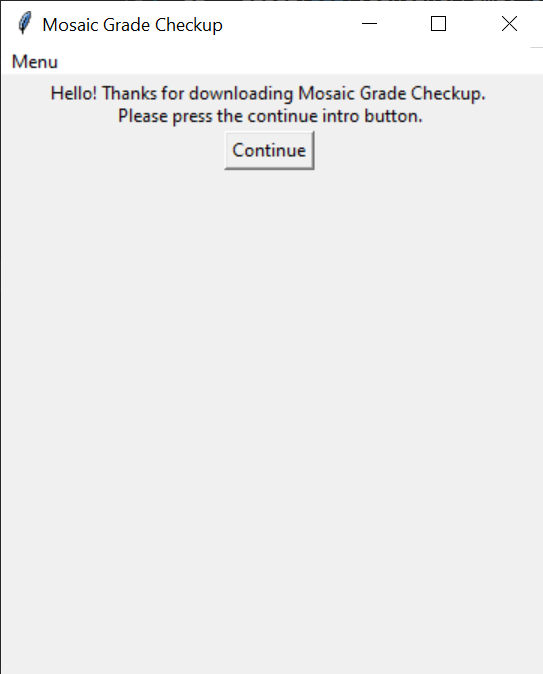 Mosaic Grade Checkup
Menu
Hello! Thanks for downloading Mosaic Grade Checkup.
Please press the continue intro button.
Continue